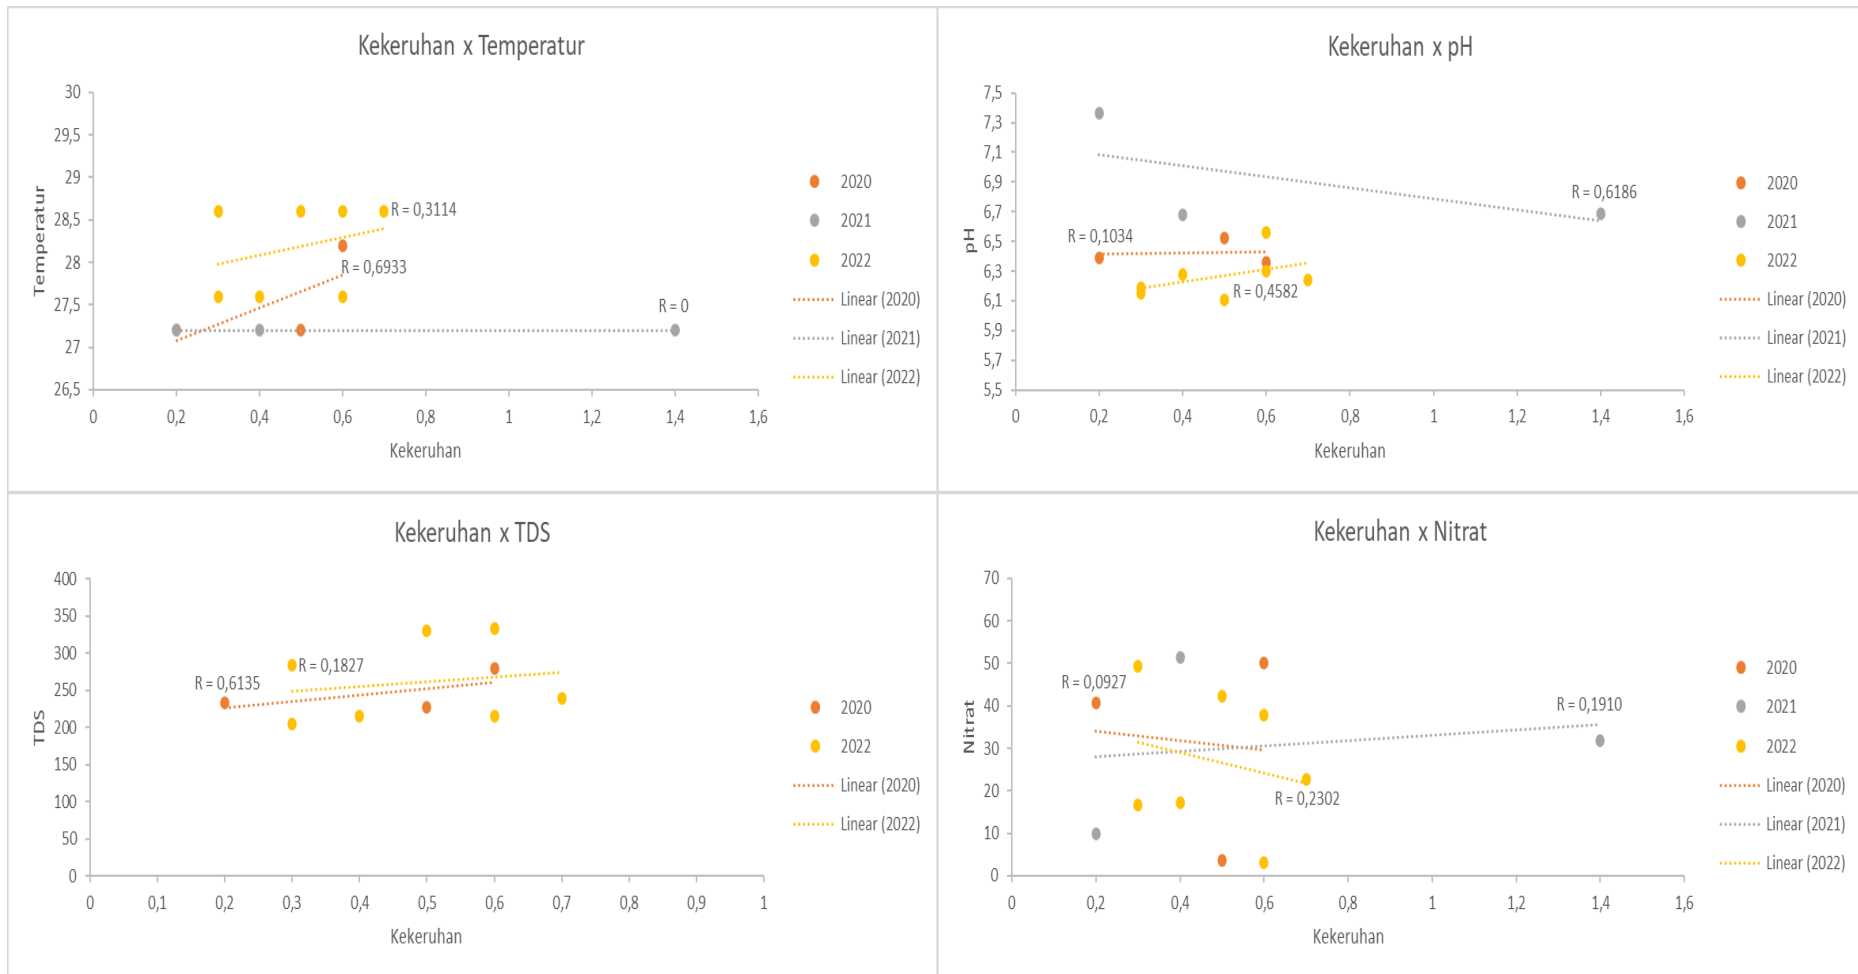 Kekeruhan x Temperatur
30
29,5
29
28,5
28
27,5
27
26,5
Temperatur
0
0,2
0,4
0,6
0,8
1
1,2
1,4
1,6
Kekeruhan
R = 0,3114
R = 0,6933
R = 0
2020
2021
2022
Linear (2020)
Linear (2021)
Linear (2022)
Kekeruhan x pH
7,5
7,3
7,1
6,9
6,7
6,5
6,3
6,1
5,9
5,7
5,5
pH
0
0,2
0,4
0,6
0,8
1
1,2
1,4
1,6
Kekeruhan
R = 0,6186
R = 0,1034
R = 0,4582
2020
2021
2022
Linear (2020)
Linear (2021)
Linear (2022)
Kekeruhan x TDS
400
350
300
250
200
150
100
50
0
TDS
0
0,1
0,2
0,3
0,4
0,5
0,6
0,7
0,8
0,9
1
Kekeruhan
R = 0,6135
R = 0,1827
2020
2022
Linear (2020)
Linear (2022)
Kekeruhan x Nitrat
70
60
50
40
30
20
10
0
Nitrat
0
0,2
0,4
0,6
0,8
1
1,2
1,4
1,6
Kekeruhan
R = 0,0927
R = 0,1910
R = 0,2302
2020
2021
2022
Linear (2020)
Linear (2021)
Linear (2022)